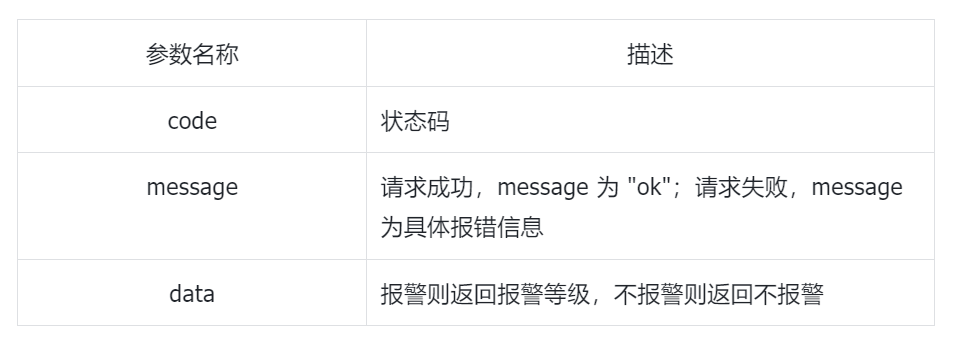 参数名称 描述
code 状态码
message 请求成功，message 为 "ok"；请求失败，message
为具体报错信息
data 报警则返回报警等级，不报警则返回不报警